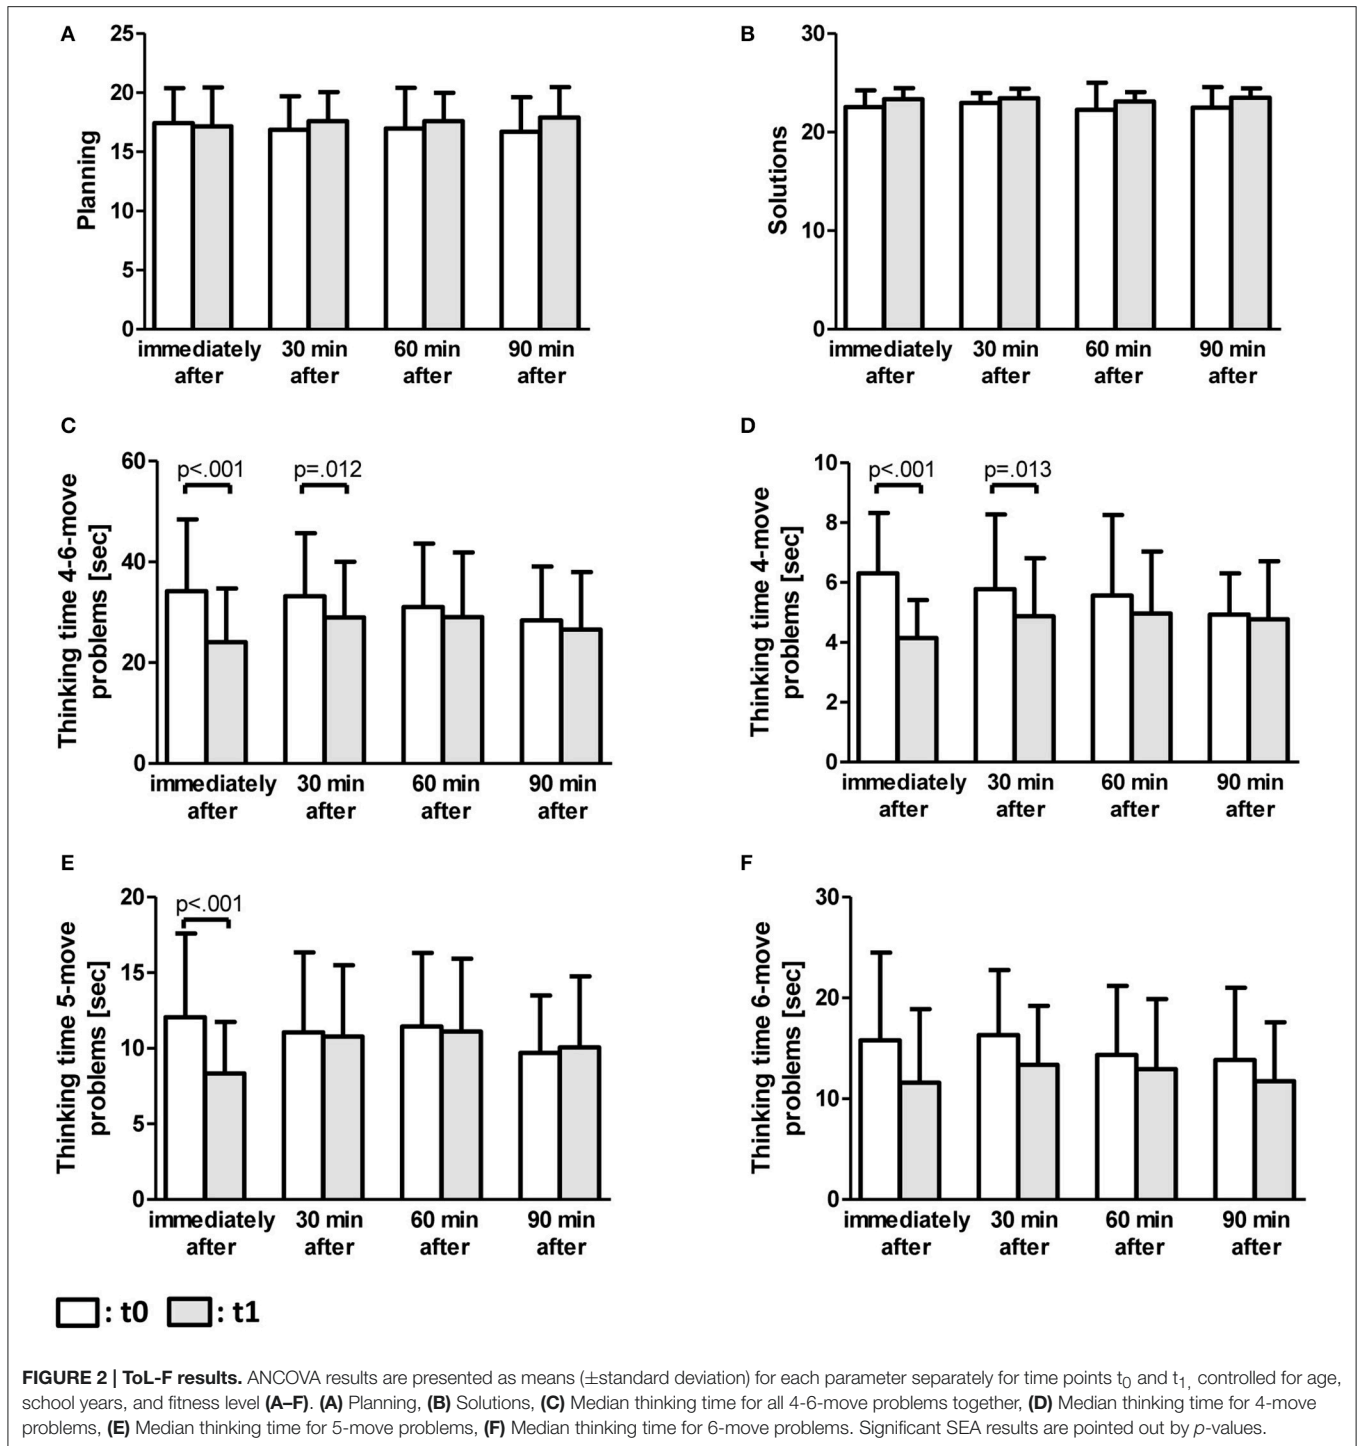 A
25
20
15
10
5
0
Planning
immediately after
30 min after
60 min after
90 min after
B
30
20
10
0
Solutions
immediately after
30 min after
60 min after
90 min after
C
60
40
20
0
Thinking time 4-6-move
problems [sec]
p<.001
p=.012
immediately after
30 min after
60 min after
90 min after
D
10
8
6
4
2
0
Thinking time 4-move
problems [sec]
p<.001
p=.013
immediately after
30 min after
60 min after
90 min after
E
20
15
10
5
0
Thinking time 5-move
problems [sec]
p<.001
immediately after
30 min after
60 min after
90 min after
F
30
20
10
0
Thinking time 6-move
problems [sec]
immediately after
30 min after
60 min after
90 min after
: t0 : t1
FIGURE 2 | ToL-F results. ANCOVA results are presented as means (±standard deviation) for each parameter separately for time points t0 and t1, controlled for age,
school years, and fitness level (A–F). (A) Planning, (B) Solutions, (C) Median thinking time for all 4-6-move problems together, (D) Median thinking time for 4-move
problems, (E) Median thinking time for 5-move problems, (F) Median thinking time for 6-move problems. Significant SEA results are pointed out by p-values.